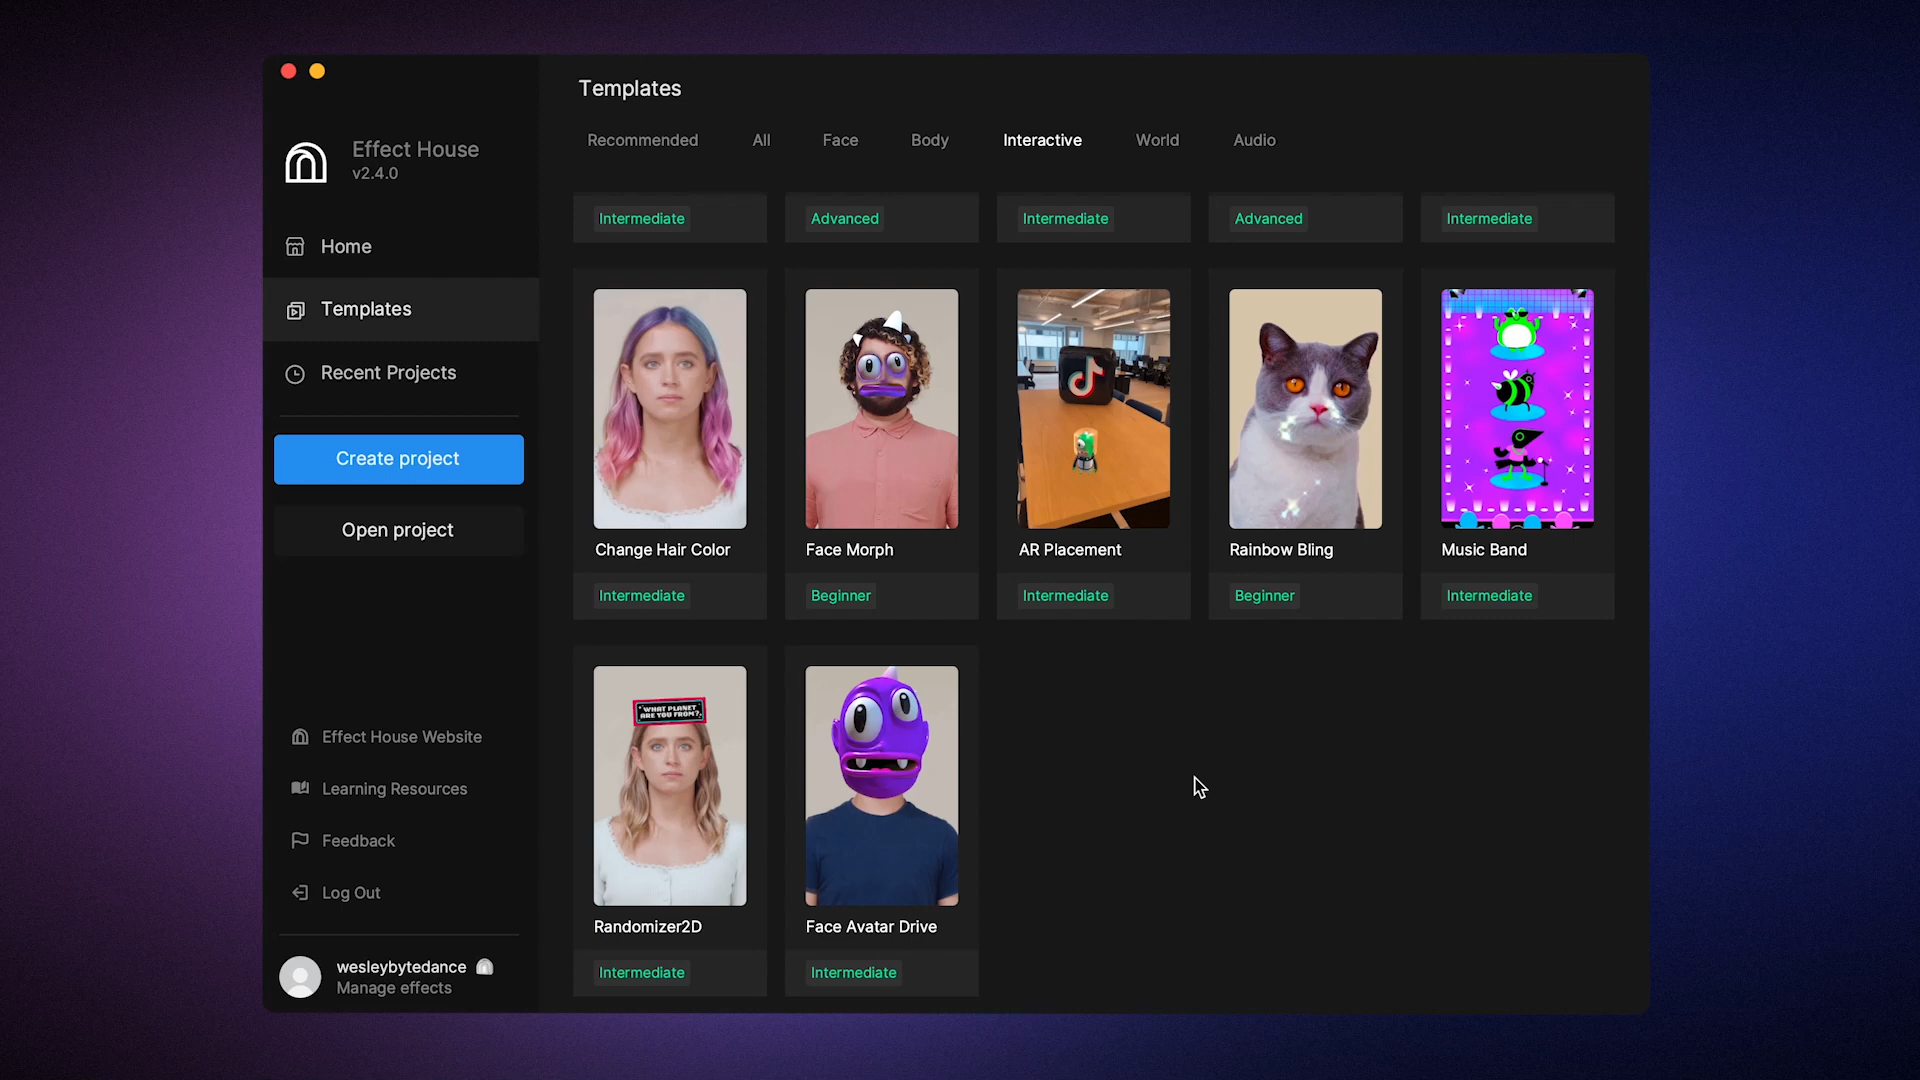 Effect House
v2.4.0
Home
Templates
Recent Projects
Create project
Open project
Effect House Website
Learning Resources
Feedback
Log Out
wesleybytedance
Manage effects
Templates
Recommended All Face Body Interactive World Audio
Intermediate Advanced Intermediate Advanced Intermediate
Change Hair Color Face Morph AR Placement Rainbow Bling Music Band
Intermediate Beginner Intermediate Beginner Intermediate
WHAT PLANET
ARE YOU FROM?
Randomizer2D Face Avatar Drive
Intermediate Intermediate